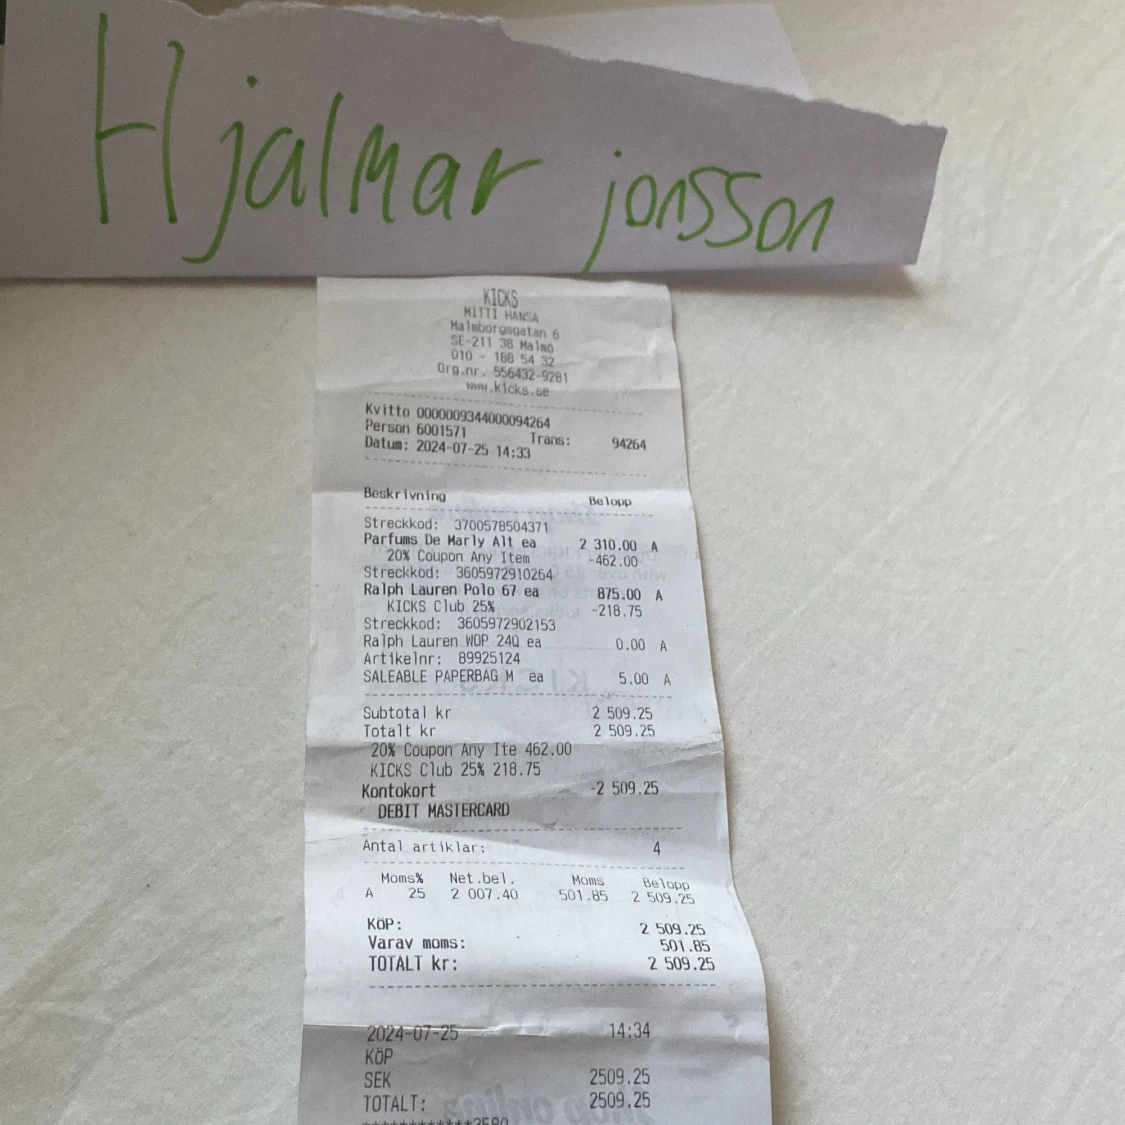 Hjalmar jonsson
KICKS
MITTI HANSA
Malmborgsgatan 6
SE-211 38 Malmö
010 - 188 54 32
Org.nr. 556432-9281
www.kicks.se
Kvitto 0000009344000094264
Person 6001571 Trans: 94264
Datum: 2024-07-25 14:33
Beskrivning Belopp
Streckkod: 3700578504371
Parfums De Marly Alt ea 2 310.00 A
20% Coupon Any Item -462.00
Streckkod: 3605972910264
Ralph Lauren Polo 67 ea 875.00 A
KICKS Club 25% -218.75
Streckkod: 3605972902153
Ralph Lauren WOP 24Q ea 0.00 A
Artikelnr: 89925124
SALEABLE PAPERBAG M ea 5.00 A
Subtotal kr 2 509.25
Totalt kr 2 509.25
20% Coupon Any Ite 462.00
KICKS Club 25% 218.75
Kontokort -2 509.25
DEBIT MASTERCARD
Antal artiklar: 4
Moms% Net.bel. Moms Belopp
A 25 2 007.40 501.85 2 509.25
KÖP: 2 509.25
Varav moms: 501.85
TOTALT kr: 2 509.25
2024-07-25 14:34
KÖP
SEK 2509.25
TOTALT: 2509.25